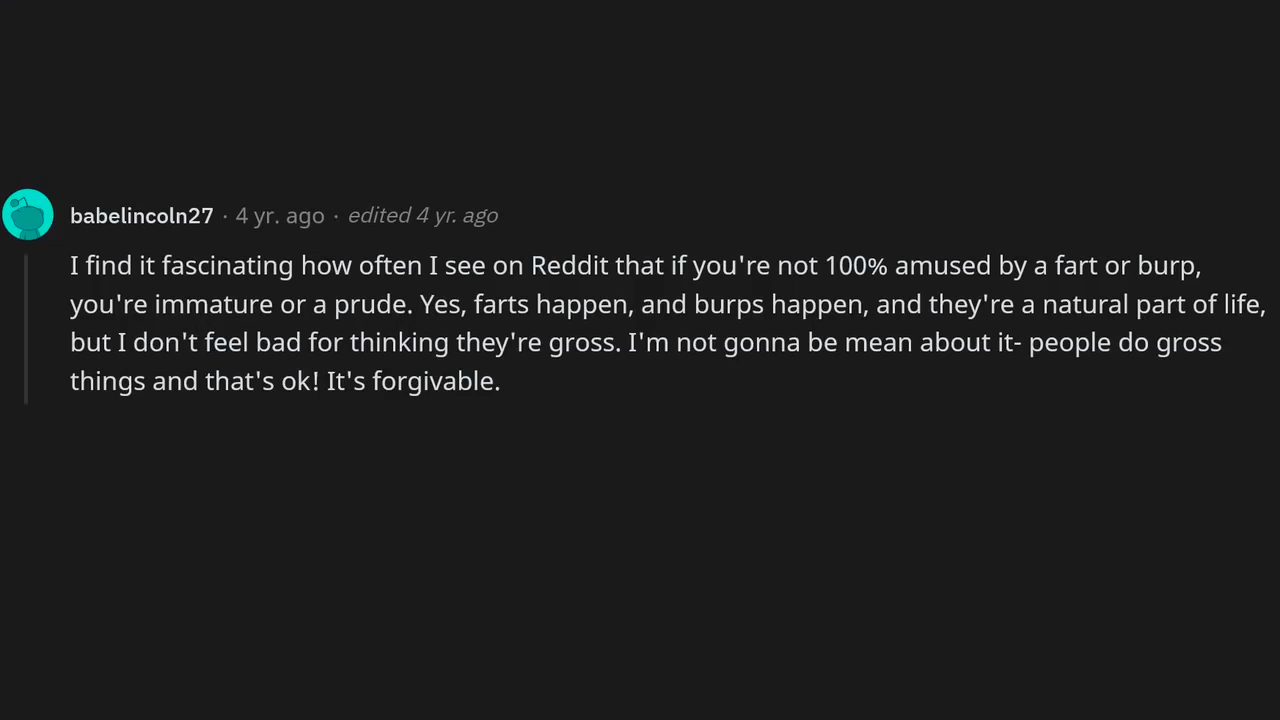 babelincoln27 · 4 yr. ago · edited 4 yr. ago
I find it fascinating how often I see on Reddit that if you're not 100% amused by a fart or burp,
you're immature or a prude. Yes, farts happen, and burps happen, and they're a natural part of life,
but I don't feel bad for thinking they're gross. I'm not gonna be mean about it- people do gross
things and that's ok! It's forgivable.